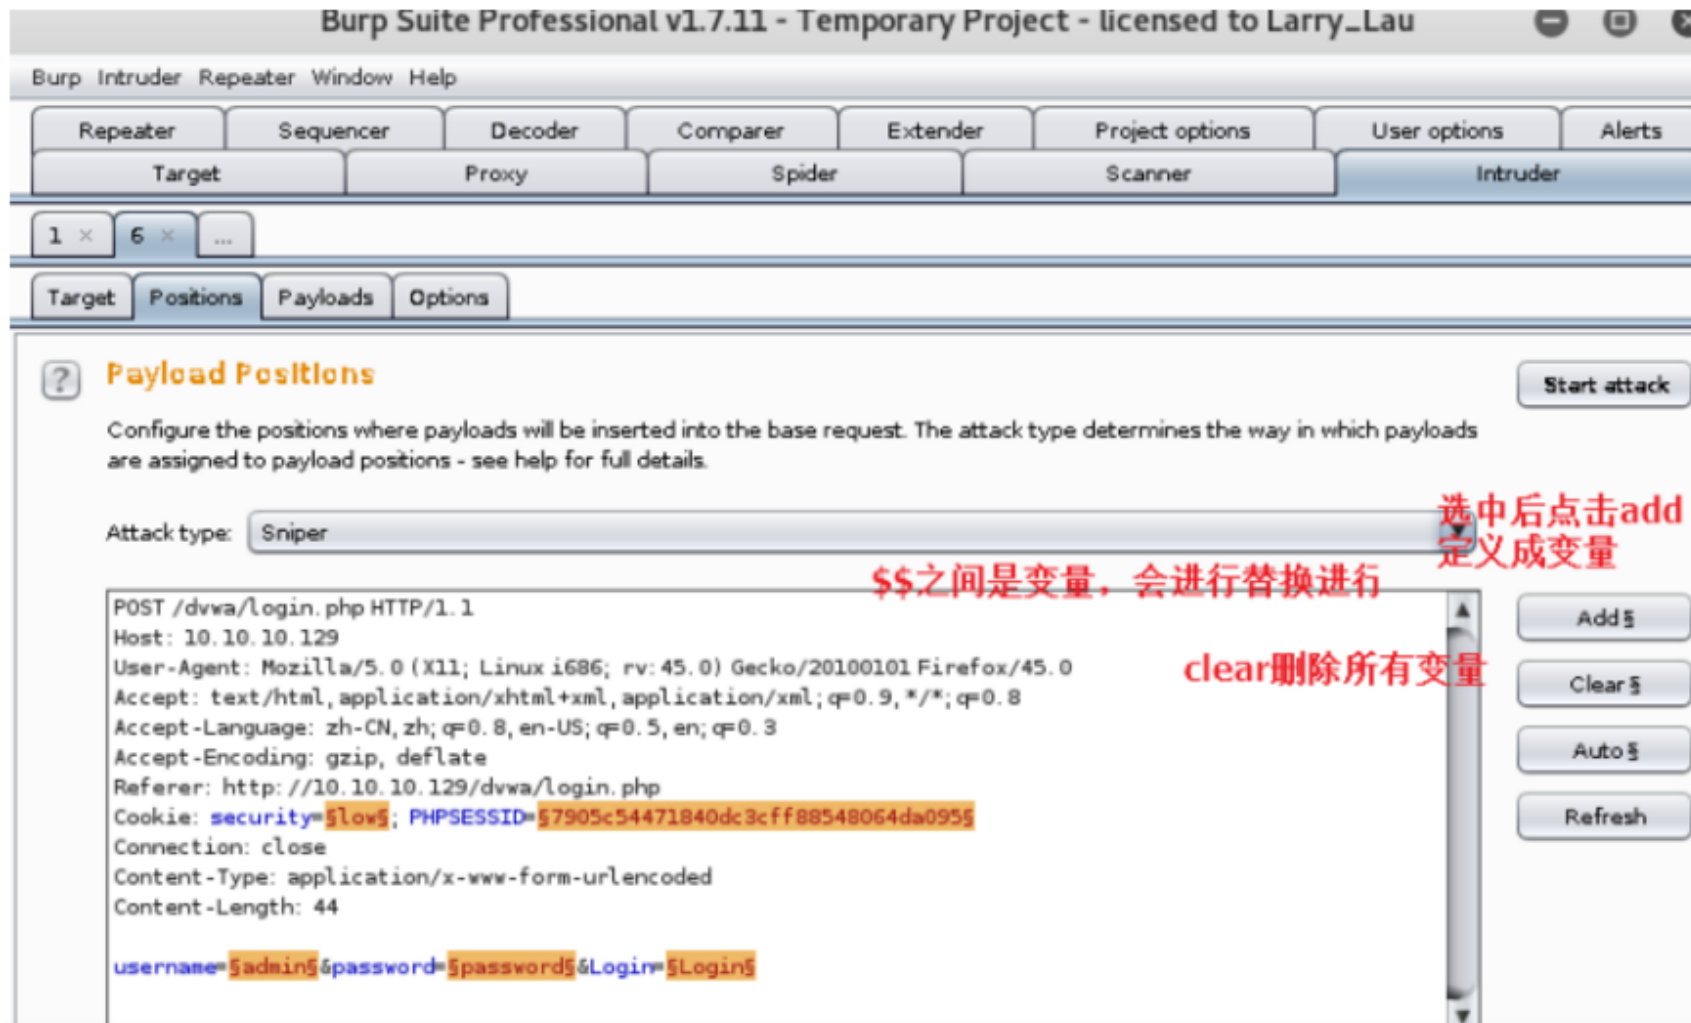 Burp Suite Professional v1.7.11 - Temporary Project - licensed to Larry_Lau
Burp Intruder Repeater Window Help
Repeater Sequencer Decoder Comparer Extender Project options User options Alerts
Target Proxy Spider Scanner Intruder
1 × 6 × ...
Target Positions Payloads Options
? Payload Positions
Start attack
Configure the positions where payloads will be inserted into the base request. The attack type determines the way in which payloads
are assigned to payload positions - see help for full details.
选中后点击add
定义成变量
Attack type: Sniper
$$之间是变量，会进行替换进行
POST /dvwa/login.php HTTP/1.1
Host: 10.10.10.129
User-Agent: Mozilla/5.0 (X11; Linux i686; rv:45.0) Gecko/20100101 Firefox/45.0
Accept: text/html,application/xhtml+xml,application/xml;q=0.9,*/*;q=0.8
Accept-Language: zh-CN,zh;q=0.8,en-US;q=0.5,en;q=0.3
Accept-Encoding: gzip, deflate
Referer: http://10.10.10.129/dvwa/login.php
Cookie: security=§low§; PHPSESSID=§7905c54471840dc3cff88548064da095§
Connection: close
Content-Type: application/x-www-form-urlencoded
Content-Length: 44
username=§admin§&password=§password§&Login=§Login§
clear删除所有变量
Add §
Clear §
Auto §
Refresh